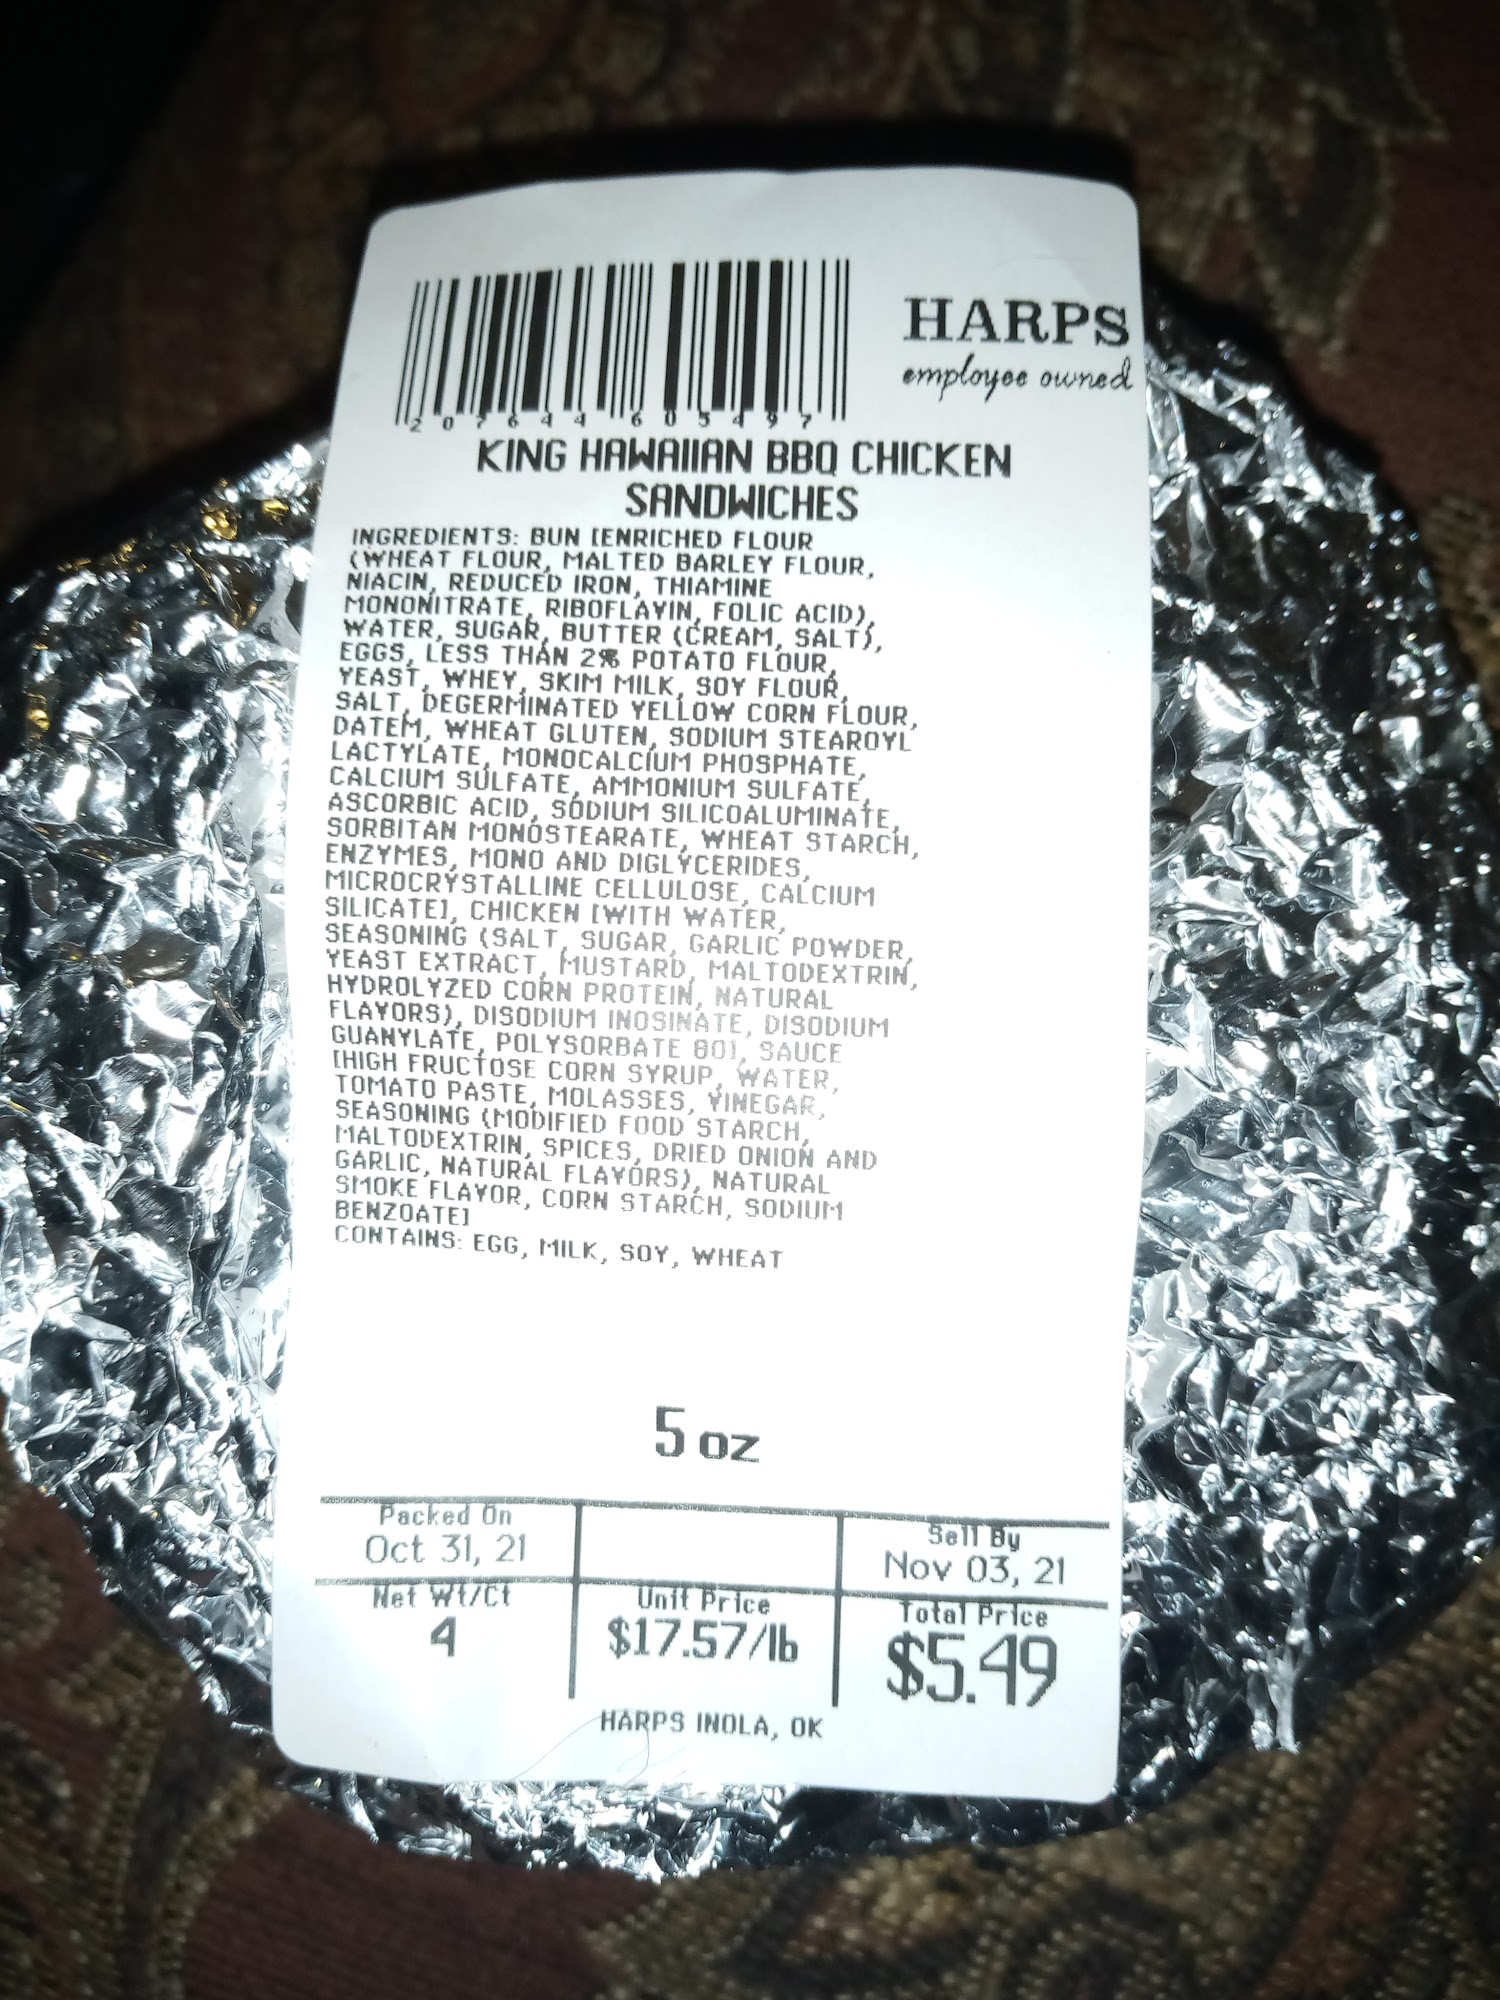 HARPS
employee owned
2 07644 60549 7
KING HAWAIIAN BBQ CHICKEN
SANDWICHES
INGREDIENTS: BUN [ENRICHED FLOUR
(WHEAT FLOUR, MALTED BARLEY FLOUR,
NIACIN, REDUCED IRON, THIAMINE
MONONITRATE, RIBOFLAVIN, FOLIC ACID),
WATER, SUGAR, BUTTER (CREAM, SALT),
EGGS, LESS THAN 2% POTATO FLOUR,
YEAST, WHEY, SKIM MILK, SOY FLOUR,
SALT, DEGERMINATED YELLOW CORN FLOUR,
DATEM, WHEAT GLUTEN, SODIUM STEAROYL
LACTYLATE, MONOCALCIUM PHOSPHATE,
CALCIUM SULFATE, AMMONIUM SULFATE,
ASCORBIC ACID, SODIUM SILICOALUMINATE,
SORBITAN MONOSTEARATE, WHEAT STARCH,
ENZYMES, MONO AND DIGLYCERIDES,
MICROCRYSTALLINE CELLULOSE, CALCIUM
SILICATE], CHICKEN [WITH WATER,
SEASONING (SALT, SUGAR, GARLIC POWDER,
YEAST EXTRACT, MUSTARD, MALTODEXTRIN,
HYDROLYZED CORN PROTEIN, NATURAL
FLAVORS), DISODIUM INOSINATE, DISODIUM
GUANYLATE, POLYSORBATE 80], SAUCE
[HIGH FRUCTOSE CORN SYRUP, WATER,
TOMATO PASTE, MOLASSES, VINEGAR,
SEASONING (MODIFIED FOOD STARCH,
MALTODEXTRIN, SPICES, DRIED ONION AND
GARLIC, NATURAL FLAVORS), NATURAL
SMOKE FLAVOR, CORN STARCH, SODIUM
BENZOATE]
CONTAINS: EGG, MILK, SOY, WHEAT
5 oz
Packed On
Oct 31, 21
Sell By
Nov 03, 21
Net Wt/Ct
4
Unit Price
$17.57/lb
Total Price
$5.49
HARPS INOLA, OK